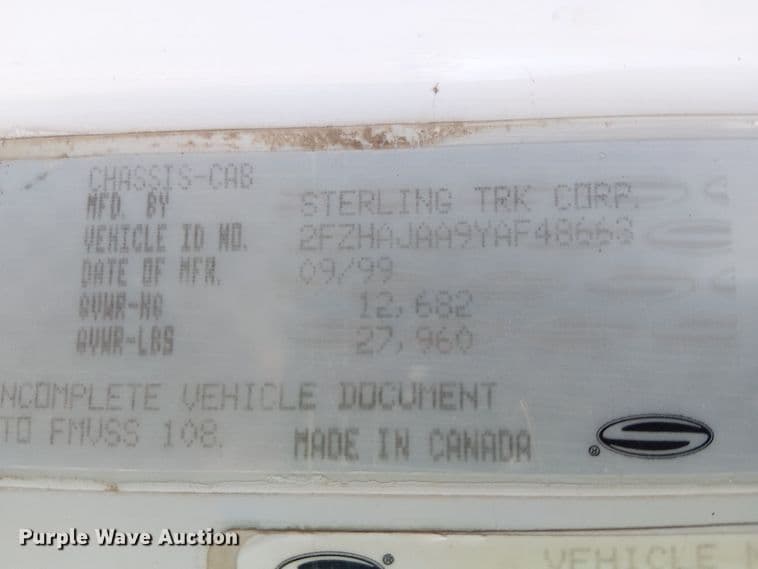 CHASSIS-CAB
MFD. BY STERLING TRK CORP.
VEHICLE ID NO. 2FZHAJAA9YAF48663
DATE OF MFR. 09/99
GVWR-KG 12,682
GVWR-LBS 27,960
NCOMPLETE VEHICLE DOCUMENT
TO FMVSS 108.
MADE IN CANADA
®
Purple Wave Auction
®
VEHICLE